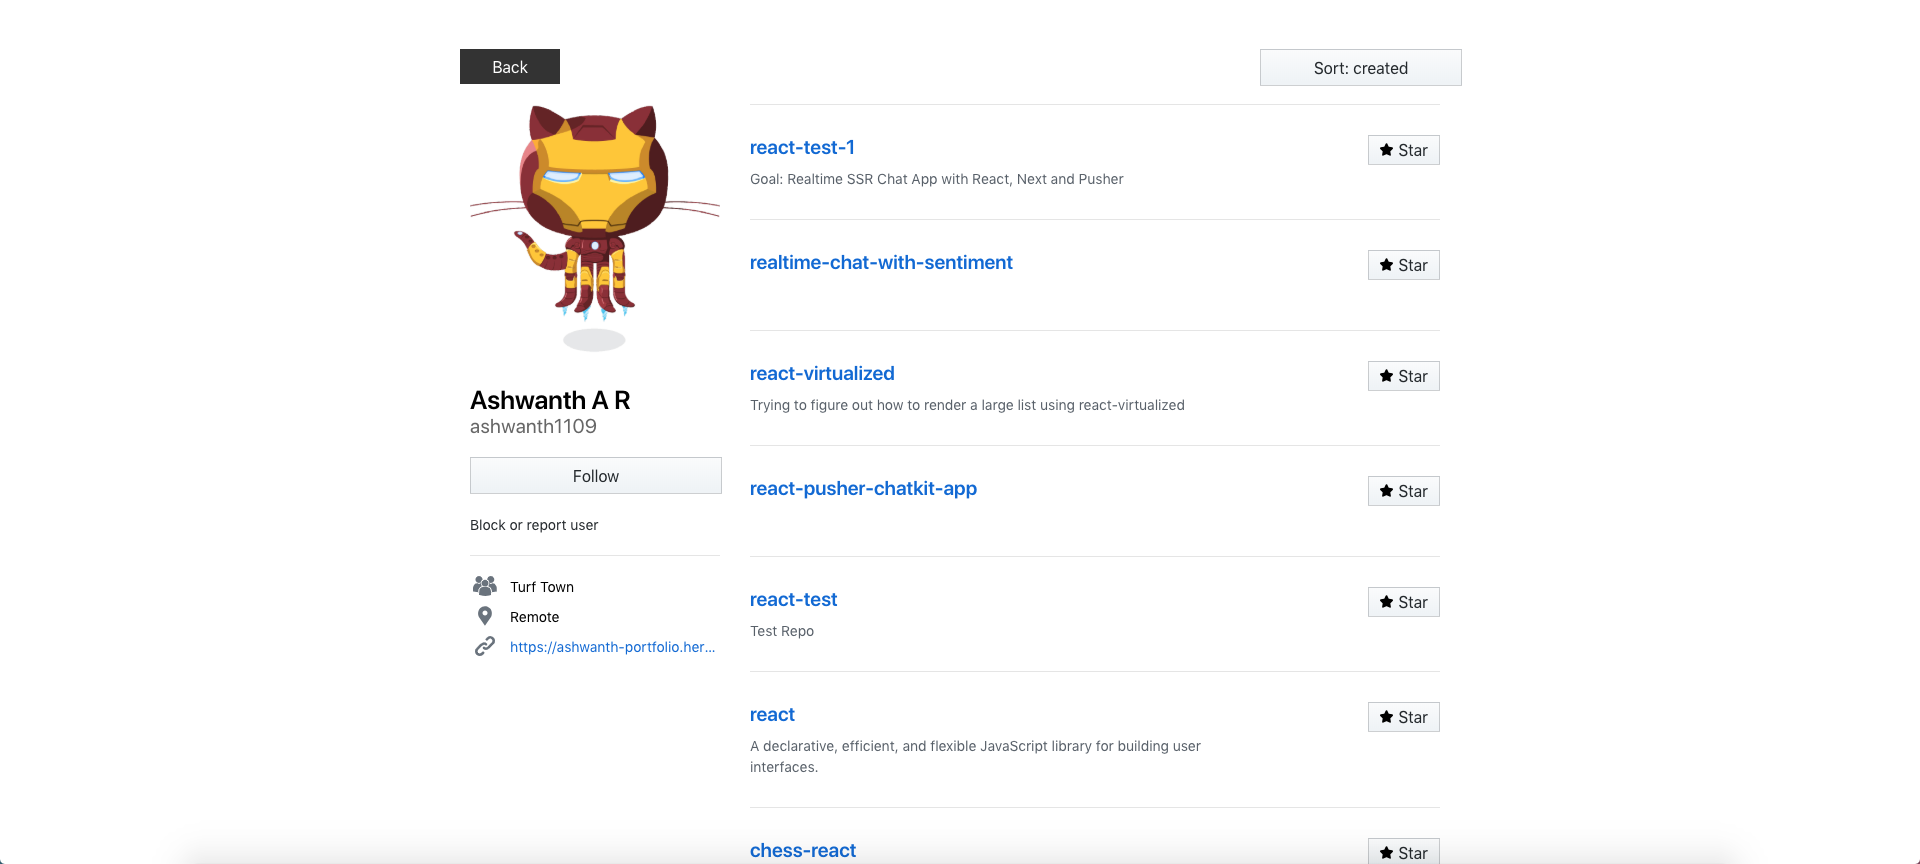 Back
Sort: created
Ashwanth A R
ashwanth1109
Follow
Block or report user
Turf Town
Remote
https://ashwanth-portfolio.her...
react-test-1
Star
Goal: Realtime SSR Chat App with React, Next and Pusher
realtime-chat-with-sentiment
Star
react-virtualized
Star
Trying to figure out how to render a large list using react-virtualized
react-pusher-chatkit-app
Star
react-test
Star
Test Repo
react
Star
A declarative, efficient, and flexible JavaScript library for building user
interfaces.
chess-react
Star